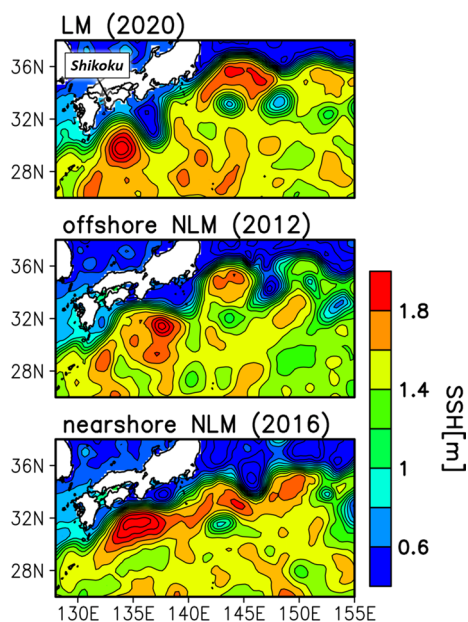 LM (2020)
36N
Shikoku
32N
28N
offshore NLM (2012)
36N
32N
28N
1.8
1.4
1
0.6
SSH[m]
nearshore NLM (2016)
36N
32N
28N
130E 135E 140E 145E 150E 155E